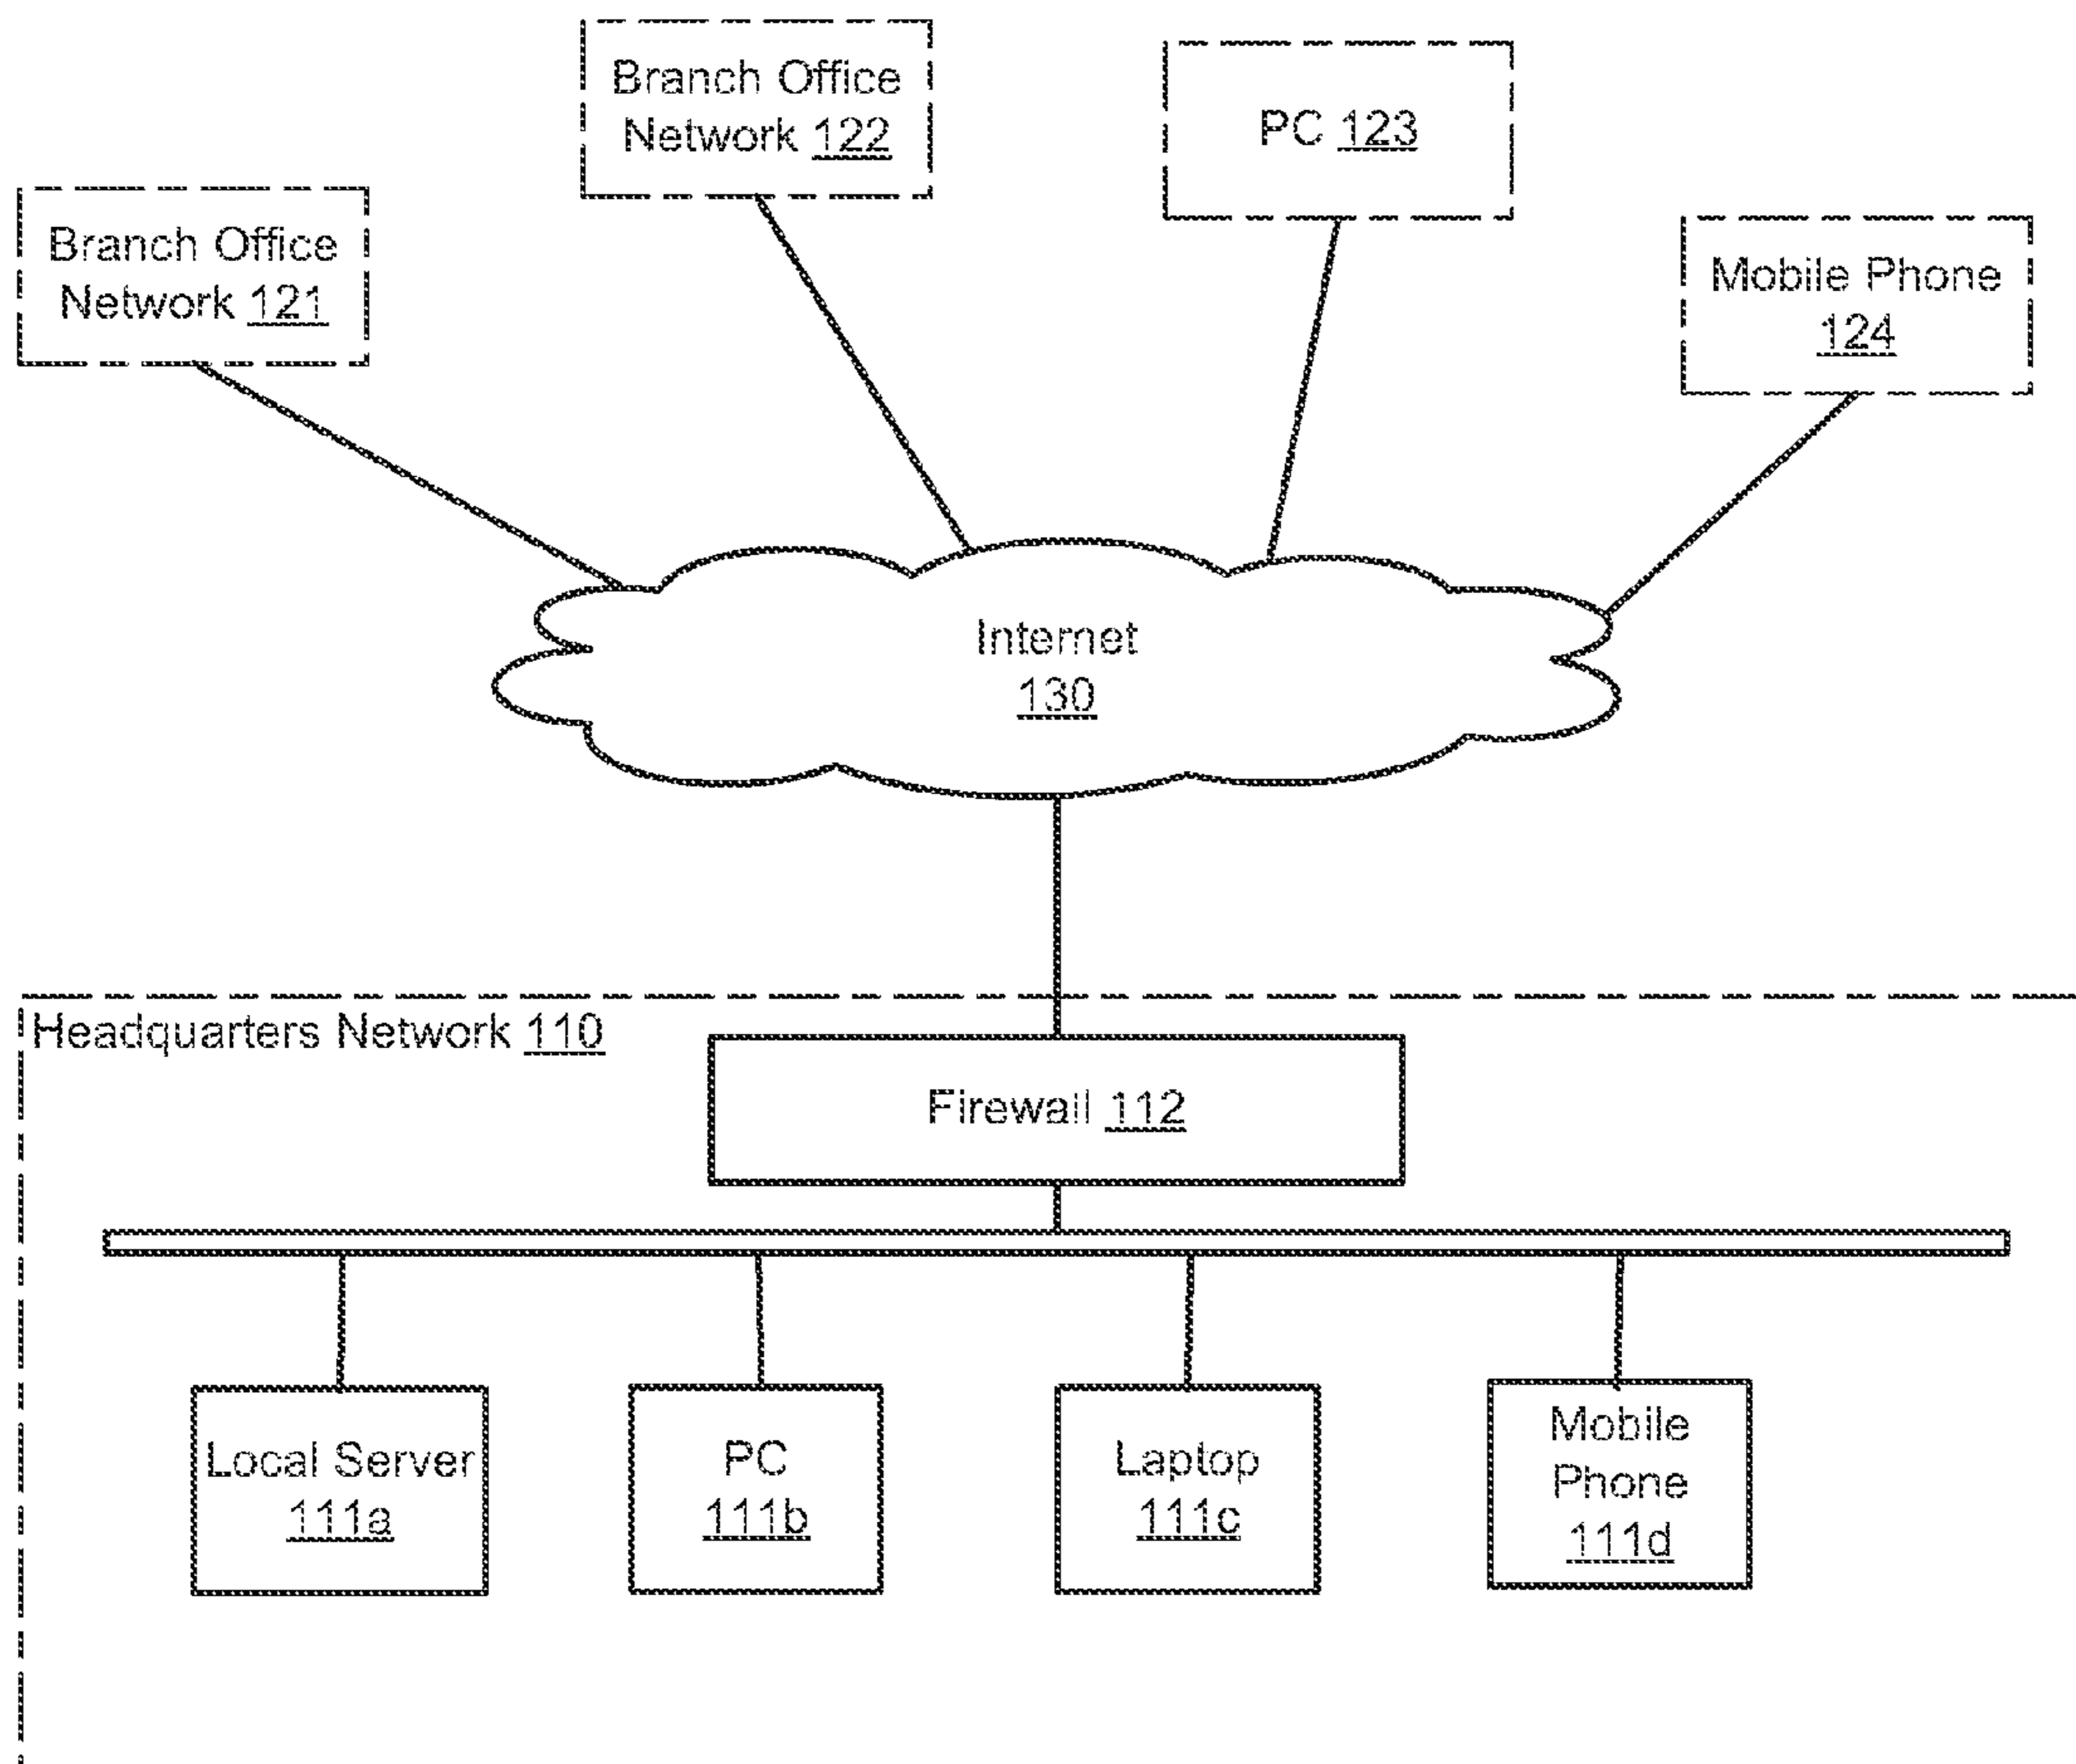 Branch Office
Network 122
PC 123
Branch Office
Network 121
Mobile Phone
124
Internet
130
Headquarters Network 110
Firewall 112
Local Server
111a
PC
111b
Laptop
111c
Mobile
Phone
111d